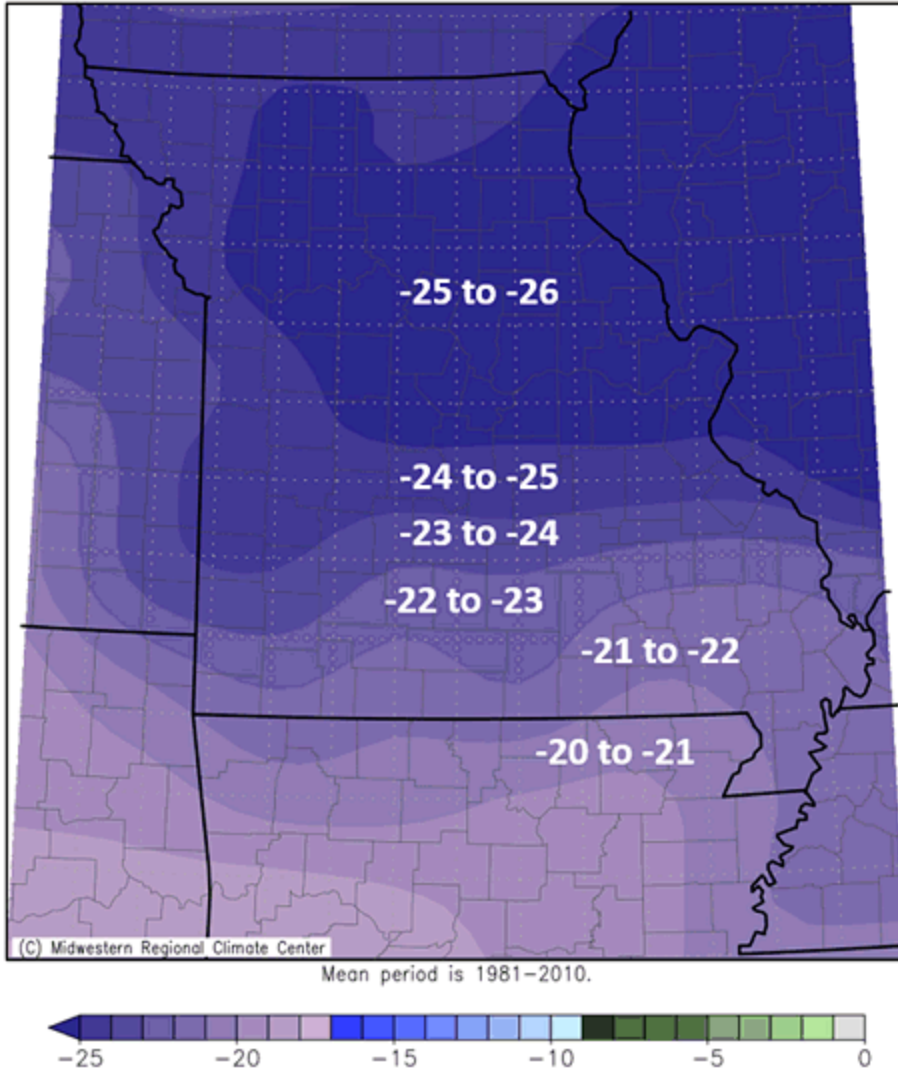 -25 to -26
-24 to -25
-23 to -24
-22 to -23
-21 to -22
-20 to -21
(C) Midwestern Regional Climate Center
Mean period is 1981-2010.
-25 -20 -15 -10 -5 0